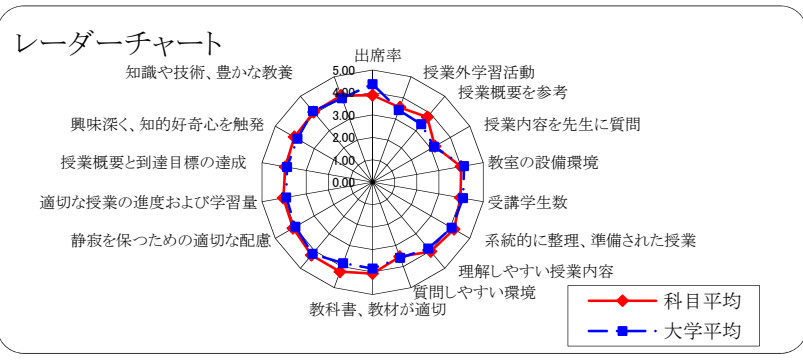 レーダーチャート
出席率
授業外学習活動
授業概要を参考
授業内容を先生に質問
教室の設備環境
受講学生数
系統的に整理、準備された授業
理解しやすい授業内容
質問しやすい環境
教科書、教材が適切
静寂を保つための適切な配慮
適切な授業の進度および学習量
授業概要と到達目標の達成
興味深く、知的好奇心を触発
知識や技術、豊かな教養
5.00
4.00
3.00
2.00
1.00
0.00
科目平均
大学平均